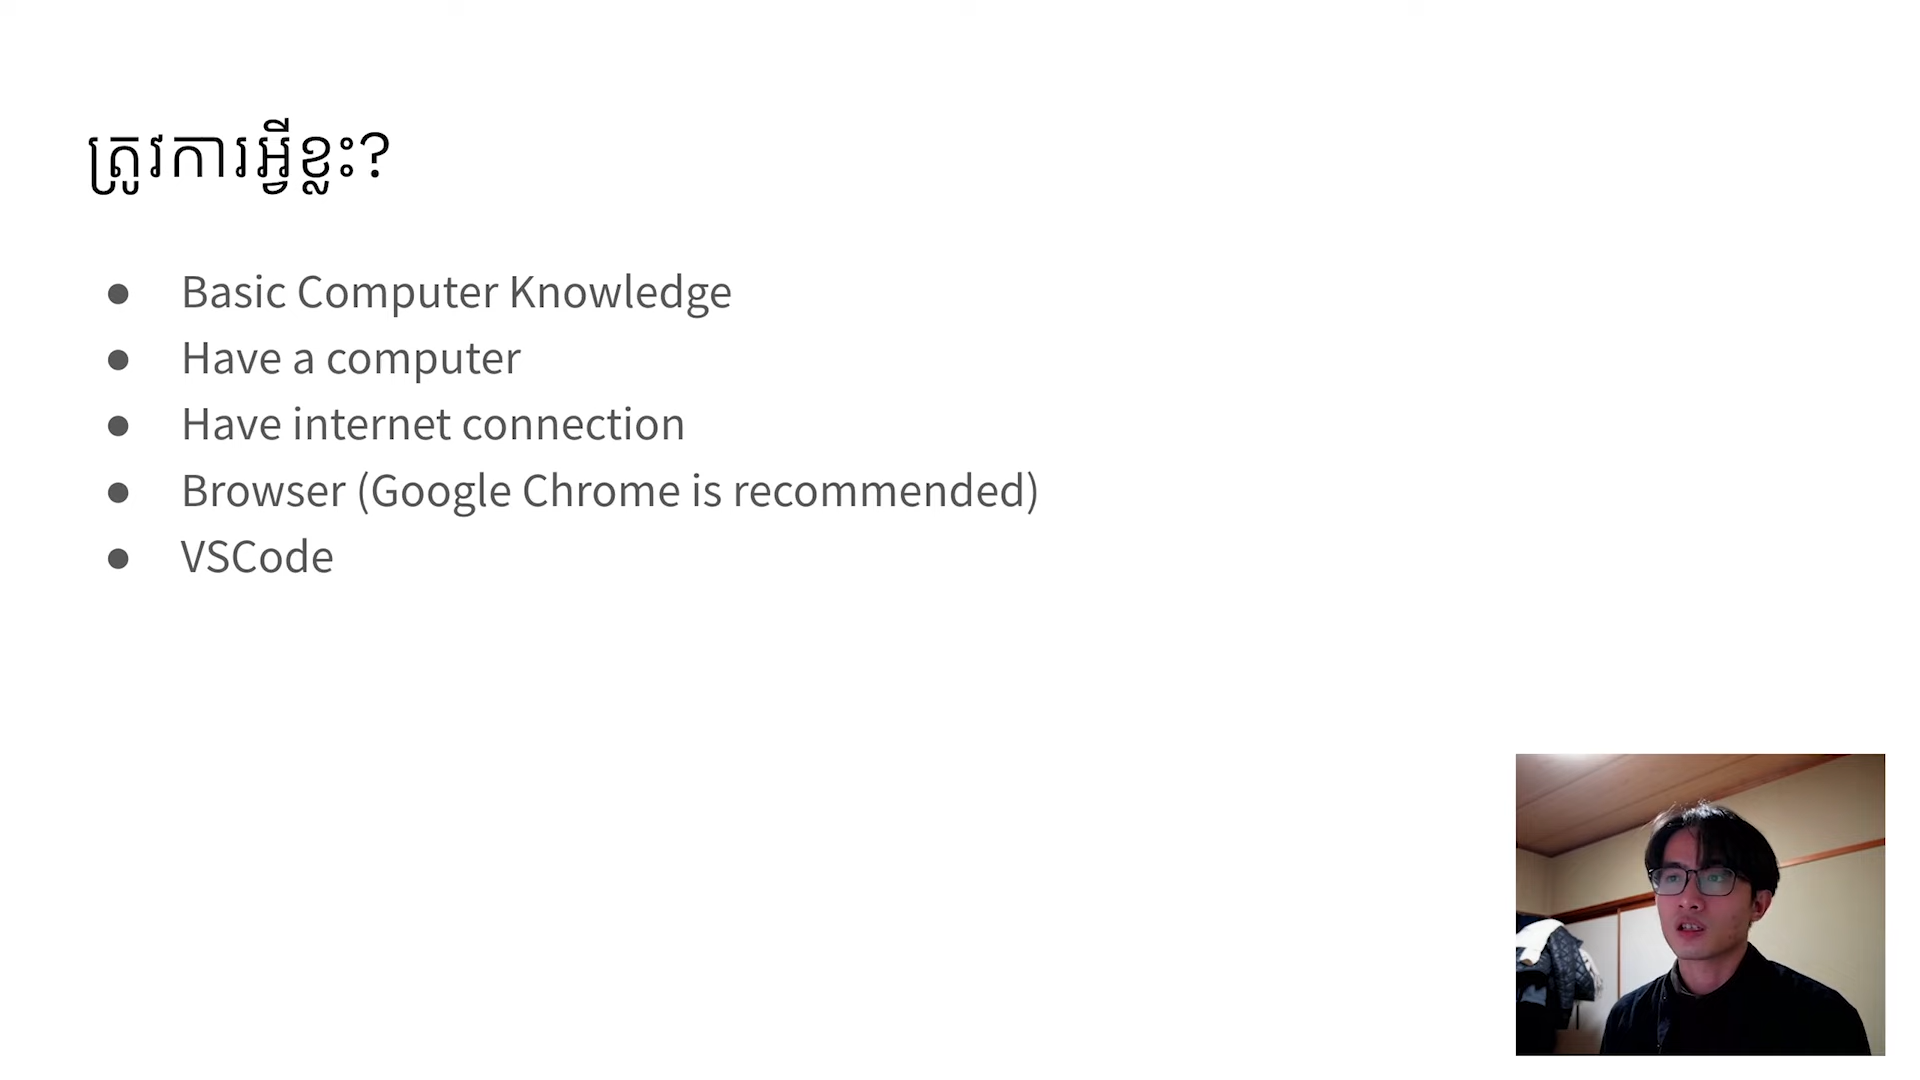 ត្រូវការអ្វីខ្លះ?
● Basic Computer Knowledge
● Have a computer
● Have internet connection
● Browser (Google Chrome is recommended)
● VSCode